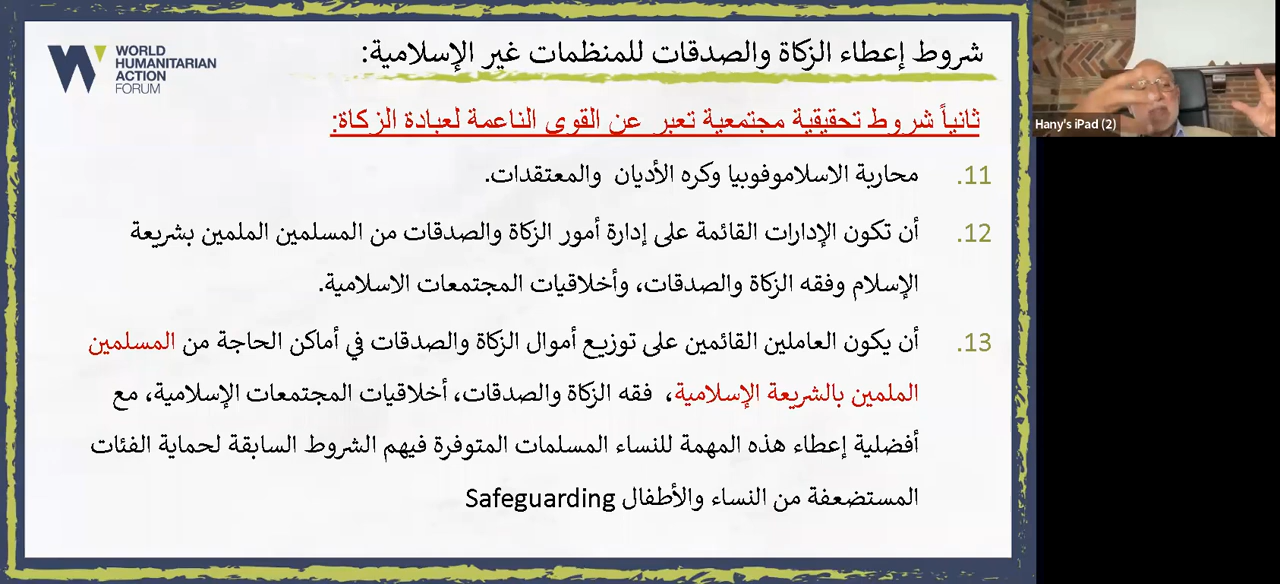 WORLD
HUMANITARIAN
ACTION
FORUM
شروط إعطاء الزكاة والصدقات للمنظمات غير الإسلامية:
ثانياً شروط تحقيقية مجتمعية تعبر عن القوى الناعمة لعبادة الزكاة:
11. محاربة الاسلاموفوبيا وكره الأديان والمعتقدات.
12. أن تكون الإدارات القائمة على إدارة أمور الزكاة والصدقات من المسلمين الملمين بشريعة
الإسلام وفقه الزكاة والصدقات، وأخلاقيات المجتمعات الاسلامية.
13. أن يكون العاملين القائمين على توزيع أموال الزكاة والصدقات في أماكن الحاجة من المسلمين
الملمين بالشريعة الإسلامية، فقه الزكاة والصدقات، أخلاقيات المجتمعات الإسلامية، مع
أفضلية إعطاء هذه المهمة للنساء المسلمات المتوفرة فيهم الشروط السابقة لحماية الفئات
المستضعفة من النساء والأطفال Safeguarding
Hany's iPad (2)